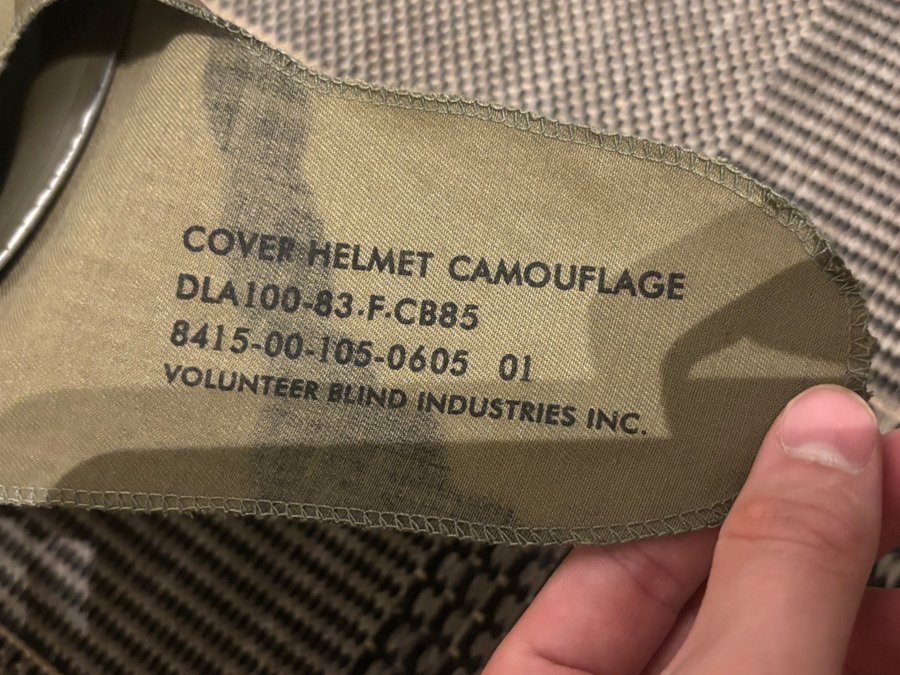 COVER HELMET CAMOUFLAGE
DLA100-83.F.CB85
8415-00-105-0605 01
VOLUNTEER BLIND INDUSTRIES INC.